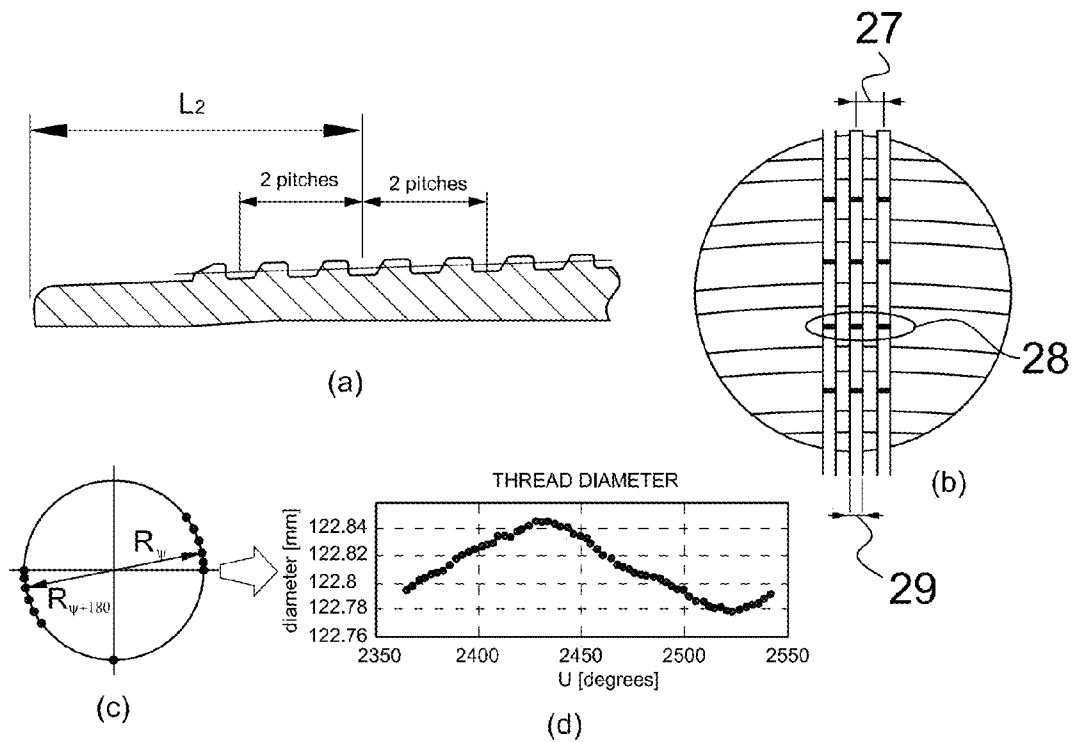 27
L2
2 pitches 2 pitches
(a)
28
(b)
29
Rψ
Rψ+180
(c)
THREAD DIAMETER
diameter [mm]
122.84
122.82
122.8
122.78
122.76
2350 2400 2450 2500 2550
U [degrees]
(d)